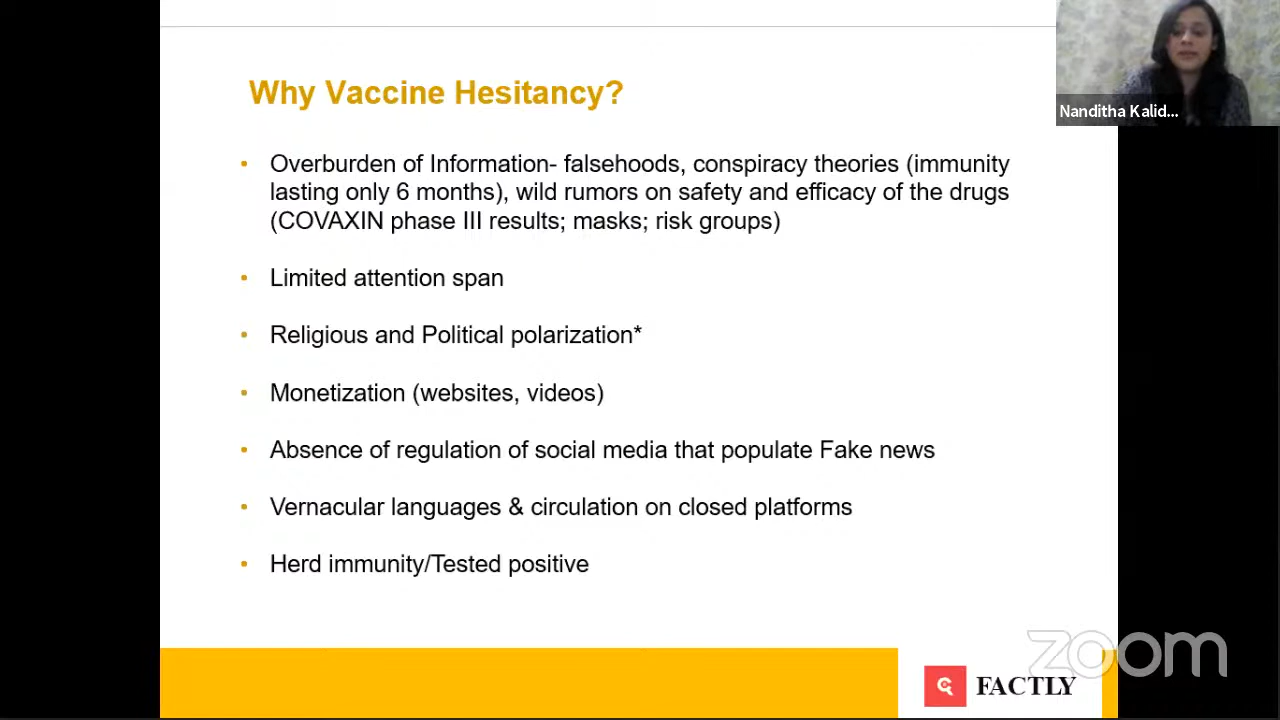 Why Vaccine Hesitancy?
Nanditha Kalid...
• Overburden of Information- falsehoods, conspiracy theories (immunity
lasting only 6 months), wild rumors on safety and efficacy of the drugs
(COVAXIN phase III results; masks; risk groups)
• Limited attention span
• Religious and Political polarization*
• Monetization (websites, videos)
• Absence of regulation of social media that populate Fake news
• Vernacular languages & circulation on closed platforms
• Herd immunity/Tested positive
zoom
FACTLY